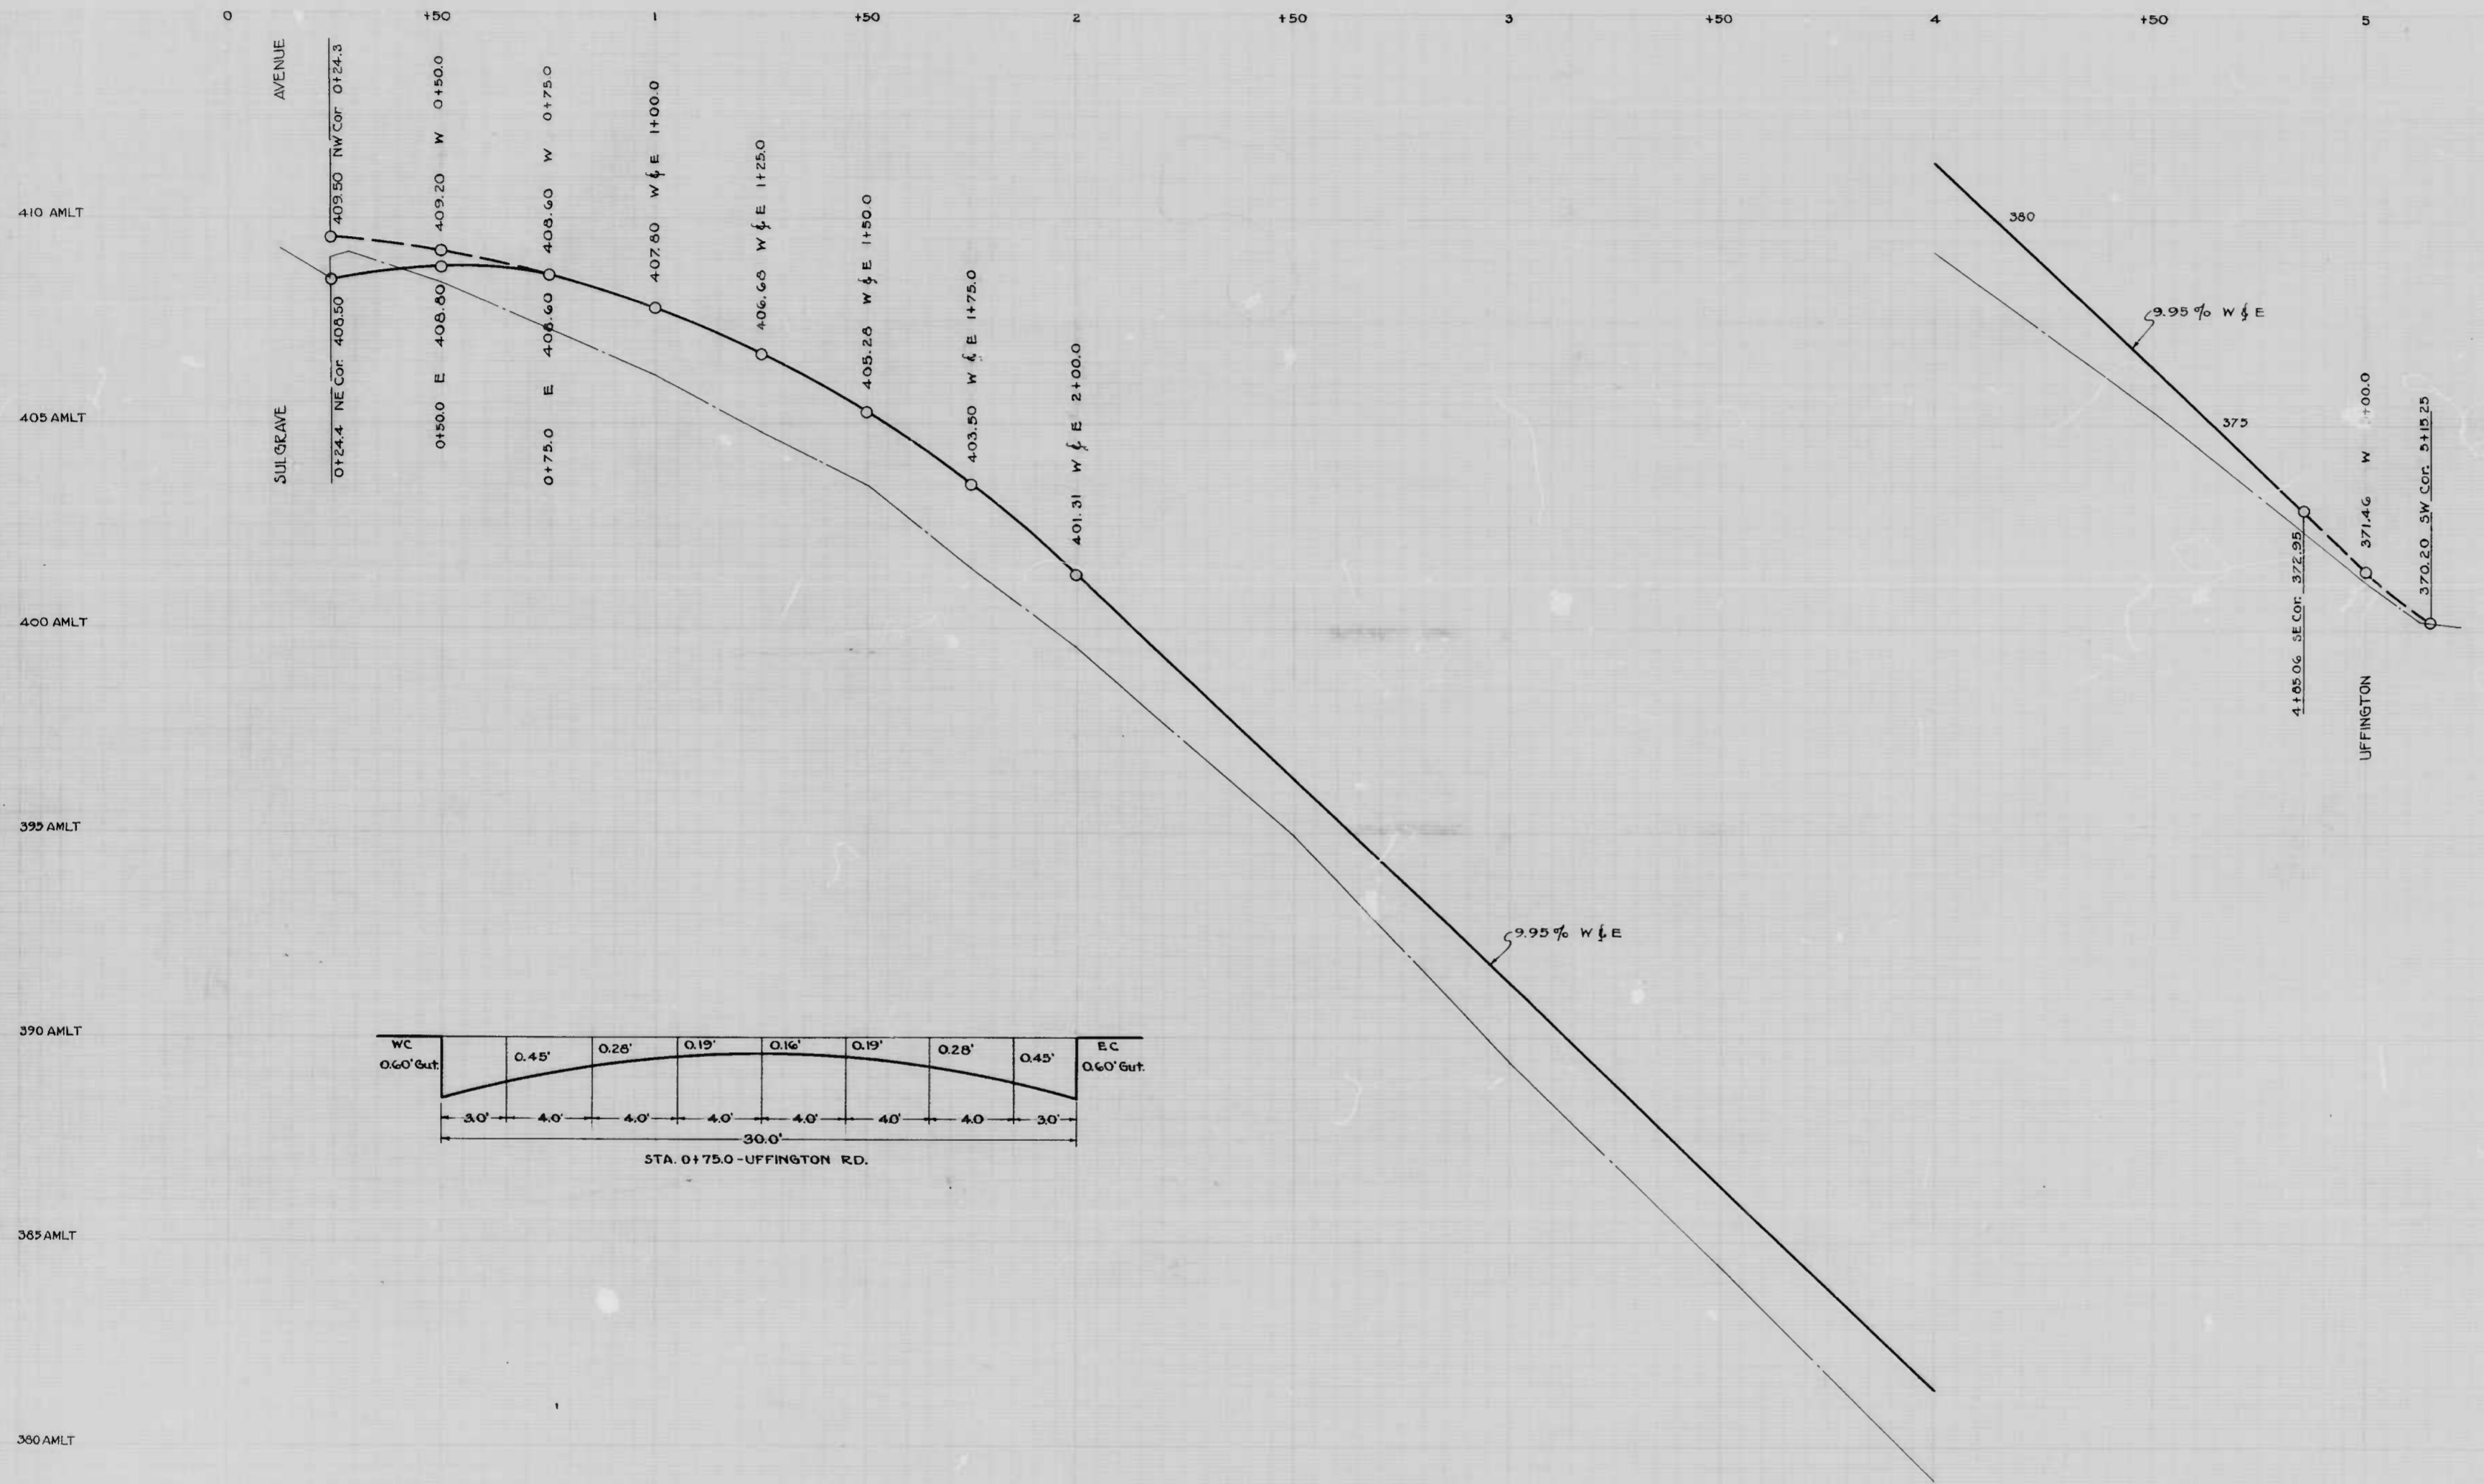 0 +50 1 +50 2 +50 3 +50 4 +50 5
AVENUE
SULGRAVE
409.50 NW Cor. 0+24.3
0+24.4 NE Cor. 408.50
409.20 W 0+50.0
0+50.0 E 408.80
408.60 W 0+75.0
0+75.0 E 408.60
407.80 W ℄ E 1+00.0
406.68 W ℄ E 1+25.0
405.28 W ℄ E 1+50.0
403.50 W ℄ E 1+75.0
401.31 W ℄ E 2+00.0
410 AMLT
405 AMLT
400 AMLT
395 AMLT
390 AMLT
385 AMLT
380 AMLT
9.95% W ℄ E
380
9.95% W ℄ E
375
4+85.06 SE Cor. 372.95
371.46 W +00.0
370.20 SW Cor. 5+15.25
UFFINGTON
WC
0.60' Gut.
0.45' 0.28' 0.19' 0.16' 0.19' 0.28' 0.45'
EC
0.60' Gut.
3.0' 4.0' 4.0' 4.0' 4.0' 4.0' 4.0 3.0'
30.0'
STA. 0+75.0-UFFINGTON RD.